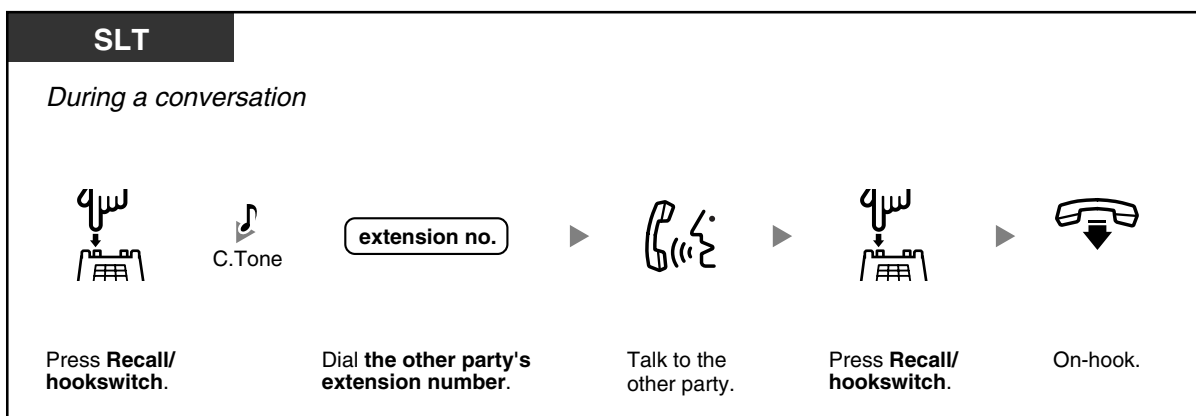 SLT
During a conversation
C.Tone
extension no.
Press Recall/
hookswitch.
Dial the other party's
extension number.
Talk to the
other party.
Press Recall/
hookswitch.
On-hook.